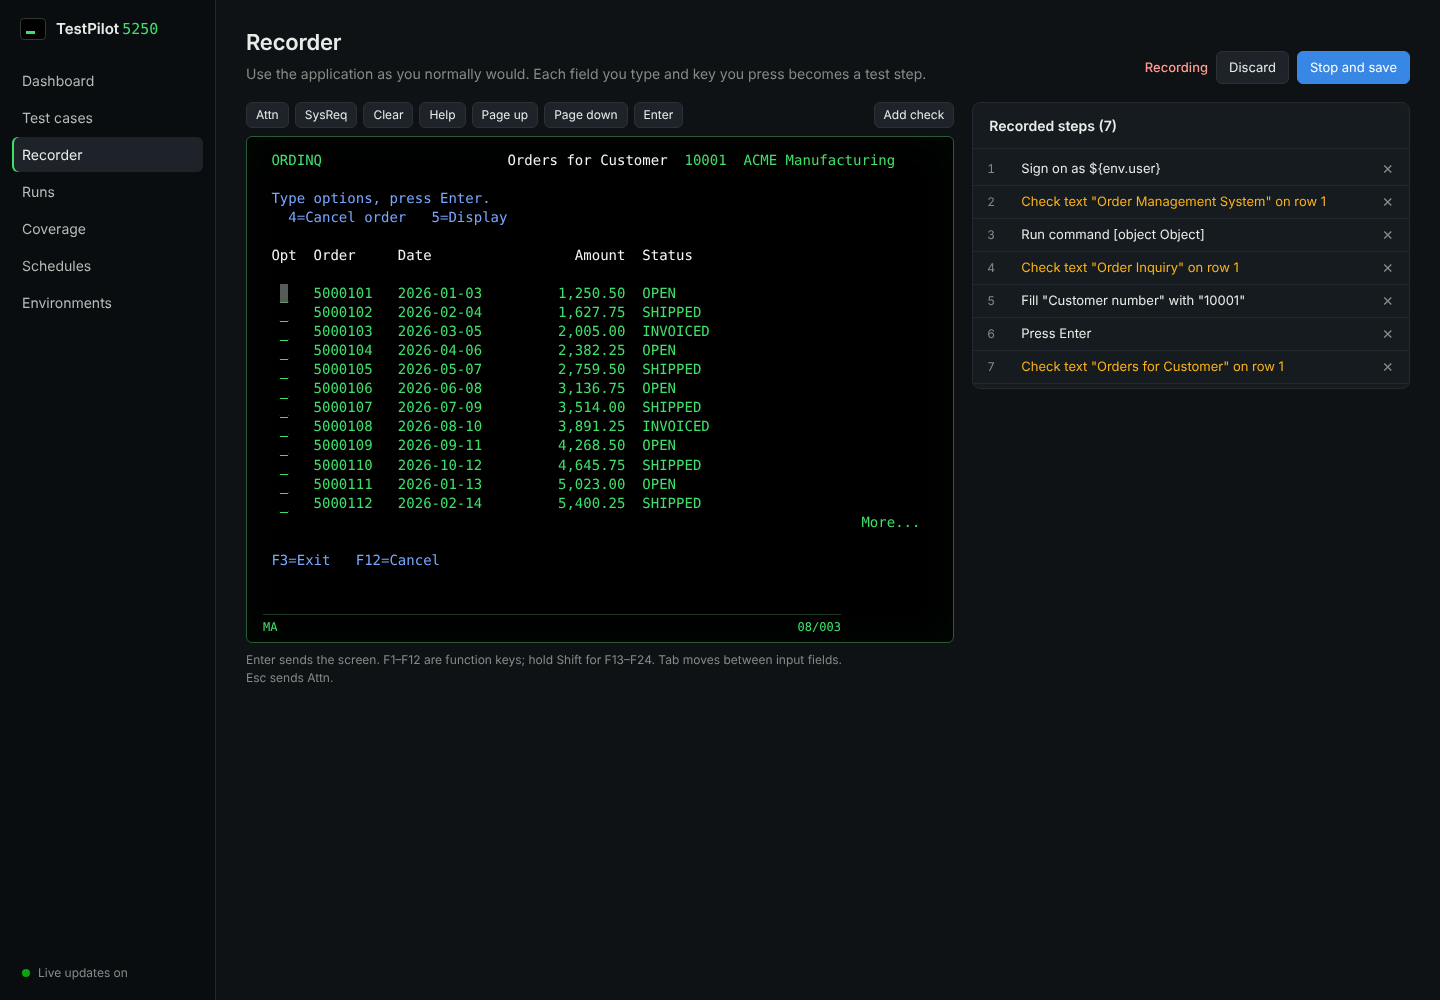 TestPilot 5250
Dashboard
Test cases
Recorder
Runs
Coverage
Schedules
Environments
Live updates on
Recorder
Use the application as you normally would. Each field you type and key you press becomes a test step.
Recording
Discard
Stop and save
Attn
SysReq
Clear
Help
Page up
Page down
Enter
Add check
ORDINQ Orders for Customer 10001 ACME Manufacturing
Type options, press Enter.
4=Cancel order 5=Display
Opt Order Date Amount Status
_ 5000101 2026-01-03 1,250.50 OPEN
_ 5000102 2026-02-04 1,627.75 SHIPPED
_ 5000103 2026-03-05 2,005.00 INVOICED
_ 5000104 2026-04-06 2,382.25 OPEN
_ 5000105 2026-05-07 2,759.50 SHIPPED
_ 5000106 2026-06-08 3,136.75 OPEN
_ 5000107 2026-07-09 3,514.00 SHIPPED
_ 5000108 2026-08-10 3,891.25 INVOICED
_ 5000109 2026-09-11 4,268.50 OPEN
_ 5000110 2026-10-12 4,645.75 SHIPPED
_ 5000111 2026-01-13 5,023.00 OPEN
_ 5000112 2026-02-14 5,400.25 SHIPPED
More...
F3=Exit F12=Cancel
MA 08/003
Enter sends the screen. F1–F12 are function keys; hold Shift for F13–F24. Tab moves between input fields.
Esc sends Attn.
Recorded steps (7)
1 Sign on as ${env.user} ×
2 Check text "Order Management System" on row 1 ×
3 Run command [object Object] ×
4 Check text "Order Inquiry" on row 1 ×
5 Fill "Customer number" with "10001" ×
6 Press Enter ×
7 Check text "Orders for Customer" on row 1 ×